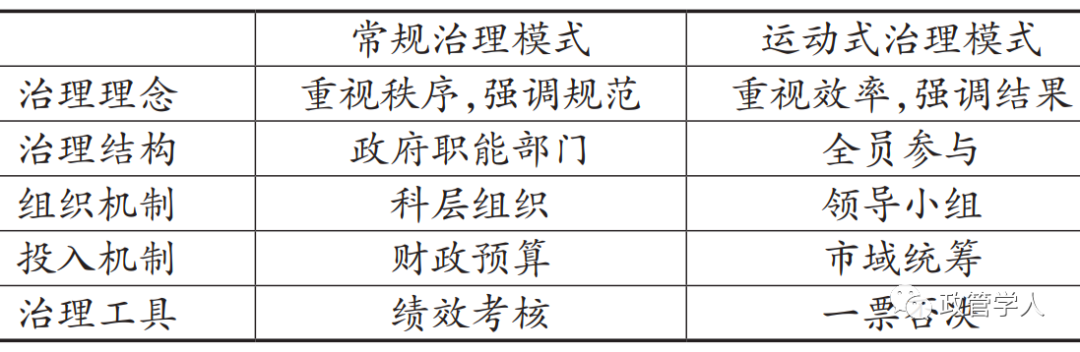 常规治理模式 运动式治理模式
治理理念 重视秩序,强调规范 重视效率,强调结果
治理结构 政府职能部门 全员参与
组织机制 科层组织 领导小组
投入机制 财政预算 市域统筹
治理工具 绩效考核 一票否决
政管学人